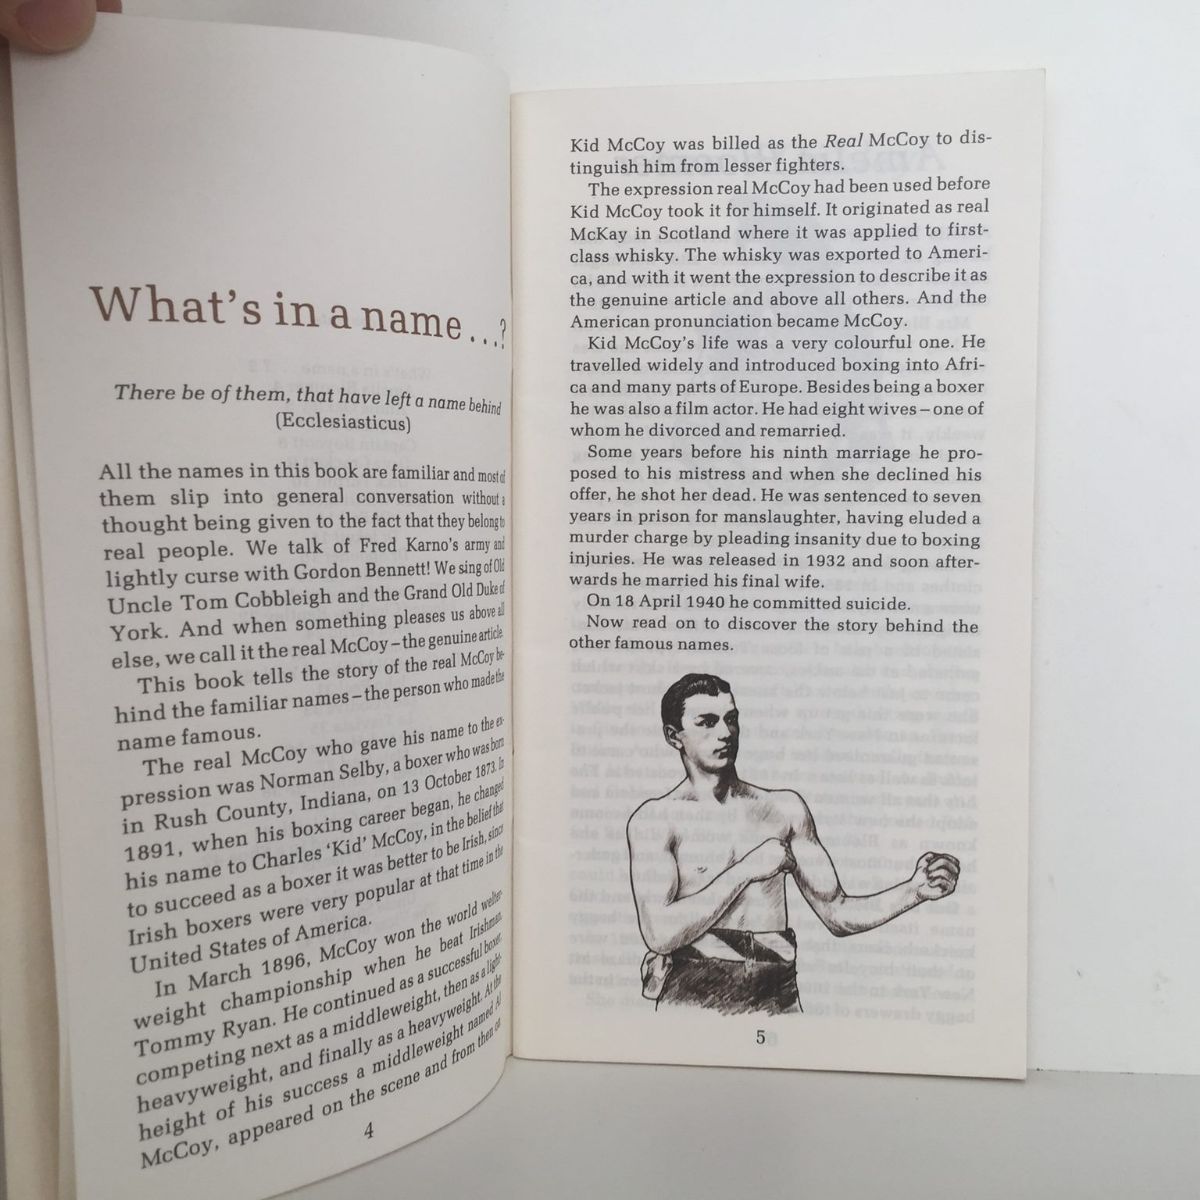 What's in a name...?
There be of them, that have left a name behind
(Ecclesiasticus)
All the names in this book are familiar and most of
them slip into general conversation without a
thought being given to the fact that they belong to
real people. We talk of Fred Karno's army and
lightly curse with Gordon Bennett! We sing of Old
Uncle Tom Cobbleigh and the Grand Old Duke of
York. And when something pleases us above all
else, we call it the real McCoy–the genuine article.
This book tells the story of the real McCoy be-
hind the familiar names–the person who made the
name famous.
The real McCoy who gave his name to the ex-
pression was Norman Selby, a boxer who was born
in Rush County, Indiana, on 13 October 1873. In
1891, when his boxing career began, he changed
his name to Charles 'Kid' McCoy, in the belief that
to succeed as a boxer it was better to be Irish, since
Irish boxers were very popular at that time in the
United States of America.
In March 1896, McCoy won the world welter-
weight championship when he beat Irishman,
Tommy Ryan. He continued as a successful boxer,
competing next as a middleweight, then as a light-
heavyweight, and finally as a heavyweight. At the
height of his success a middleweight named Al
McCoy, appeared on the scene and from then on
4
Kid McCoy was billed as the Real McCoy to dis-
tinguish him from lesser fighters.
The expression real McCoy had been used before
Kid McCoy took it for himself. It originated as real
McKay in Scotland where it was applied to first-
class whisky. The whisky was exported to Ameri-
ca, and with it went the expression to describe it as
the genuine article and above all others. And the
American pronunciation became McCoy.
Kid McCoy's life was a very colourful one. He
travelled widely and introduced boxing into Afri-
ca and many parts of Europe. Besides being a boxer
he was also a film actor. He had eight wives–one of
whom he divorced and remarried.
Some years before his ninth marriage he pro-
posed to his mistress and when she declined his
offer, he shot her dead. He was sentenced to seven
years in prison for manslaughter, having eluded a
murder charge by pleading insanity due to boxing
injuries. He was released in 1932 and soon after-
wards he married his final wife.
On 18 April 1940 he committed suicide.
Now read on to discover the story behind the
other famous names.
5